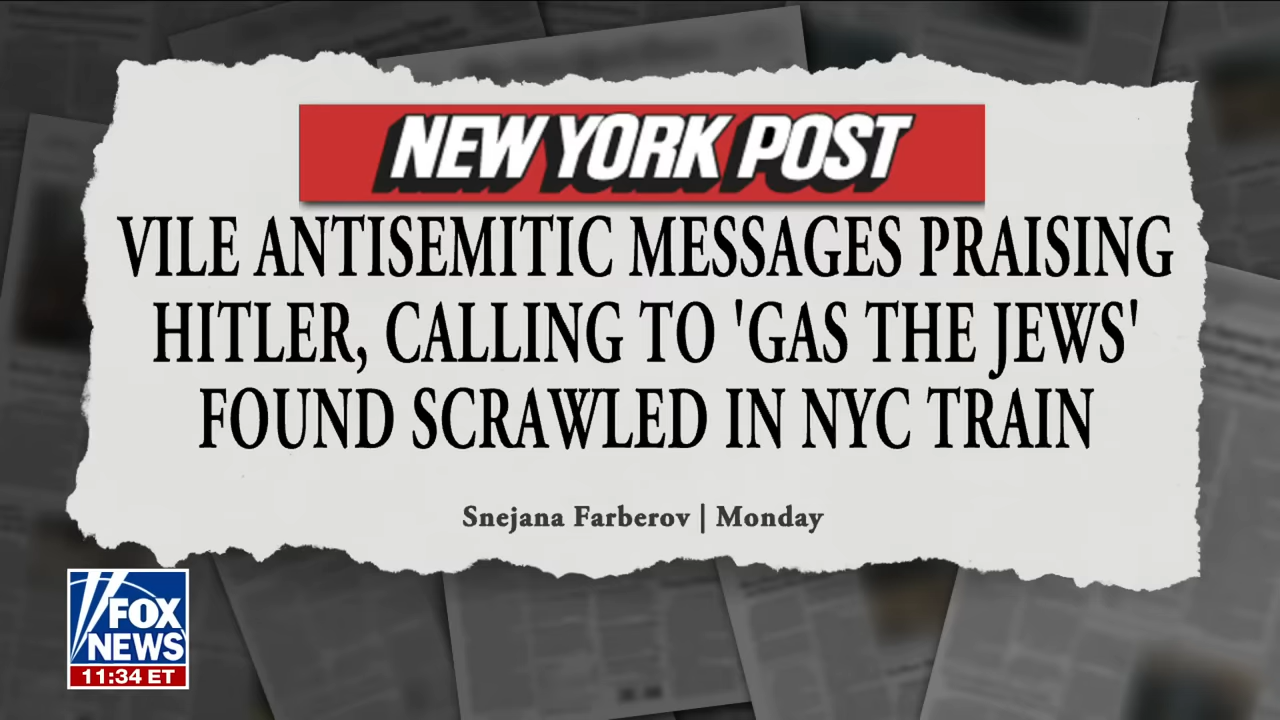 NEW YORK POST
VILE ANTISEMITIC MESSAGES PRAISING
HITLER, CALLING TO 'GAS THE JEWS'
FOUND SCRAWLED IN NYC TRAIN
Snejana Farberov | Monday
FOX
NEWS
11:34 ET